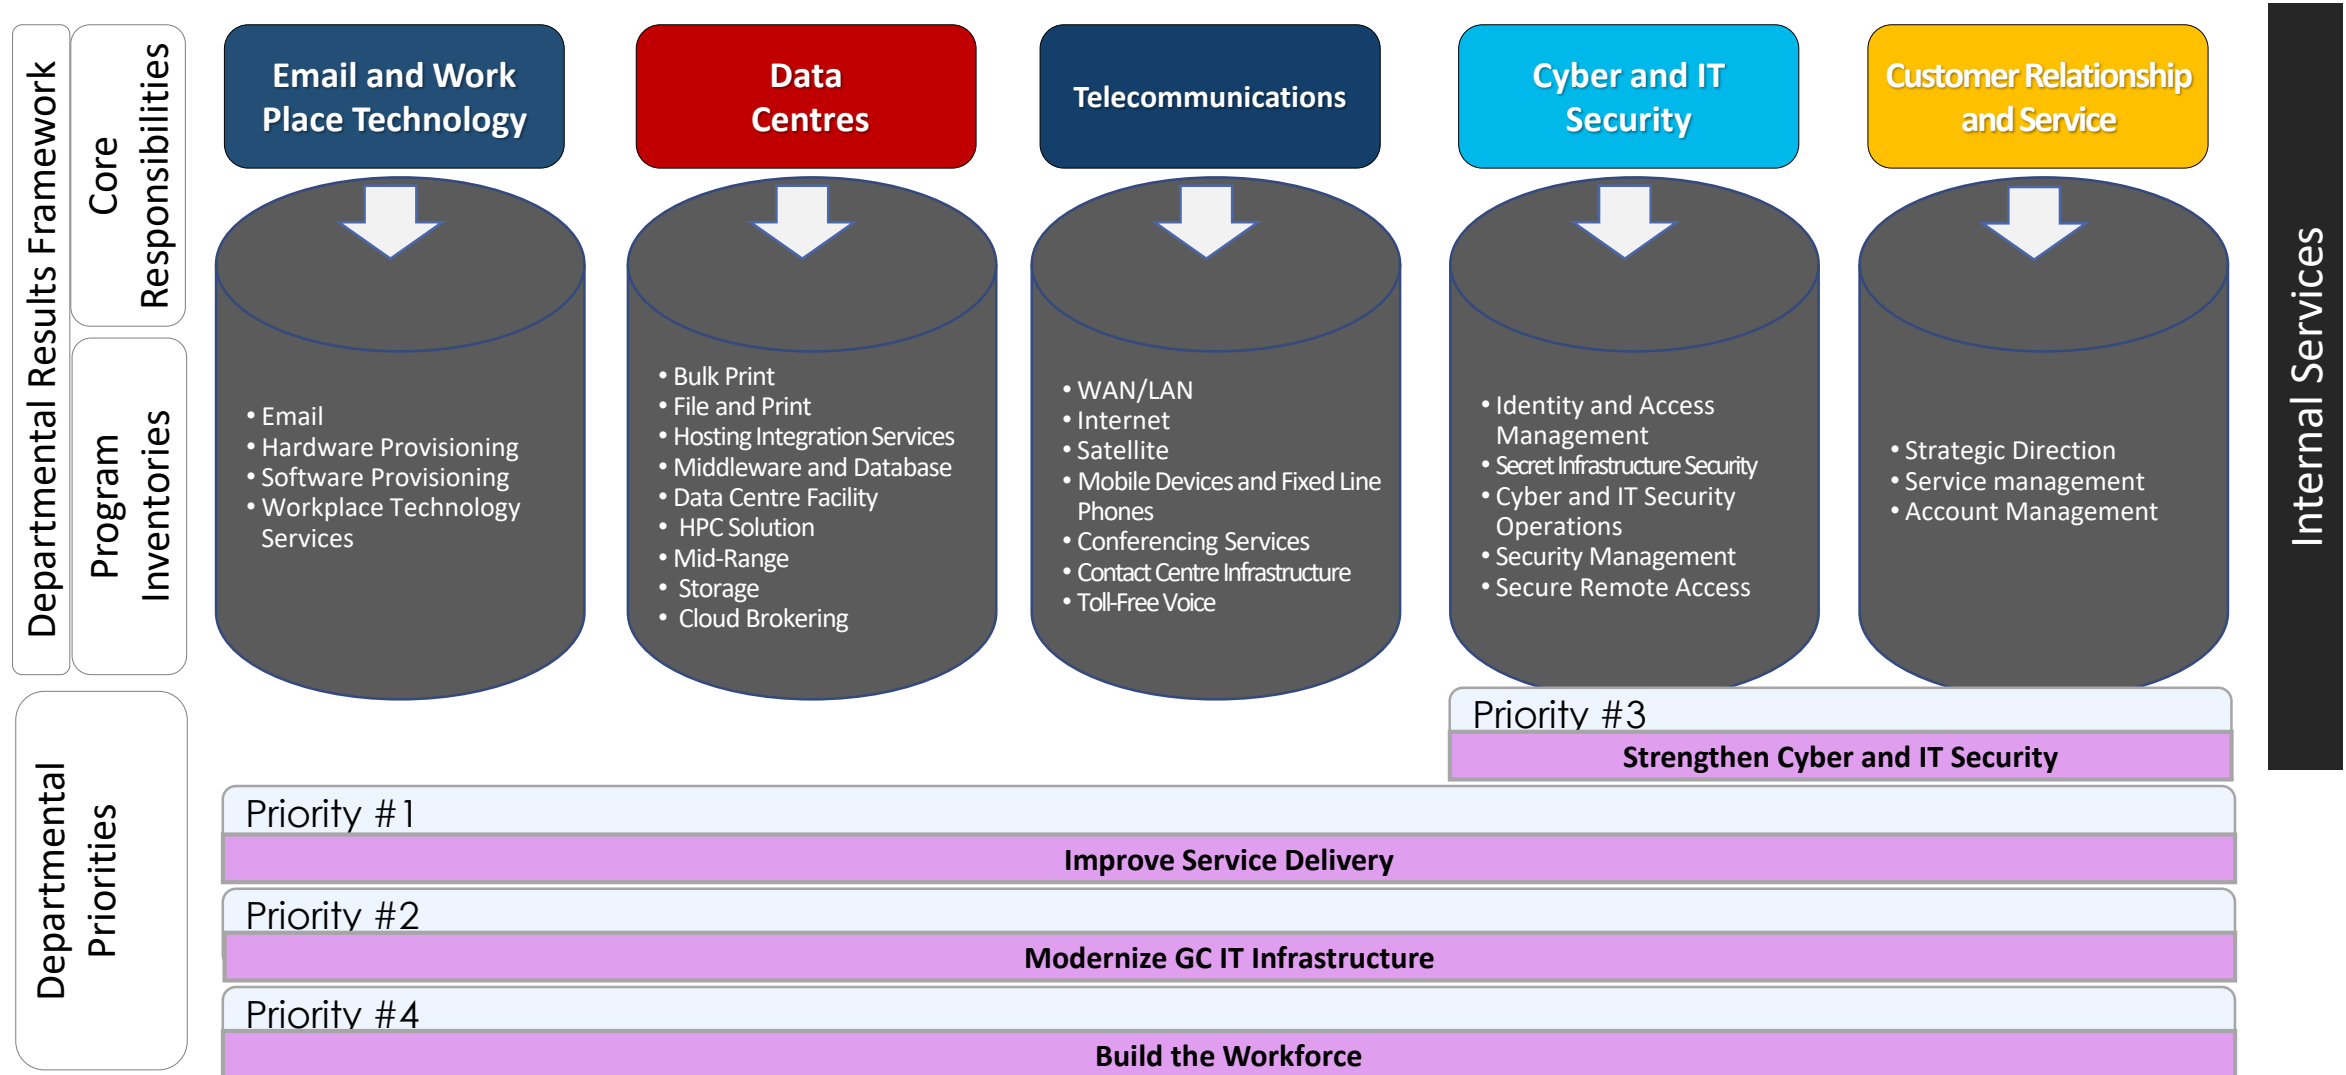 Departmental Results Framework
Core
Responsibilities
Program
Inventories
Email and Work
Place Technology
• Email
• Hardware Provisioning
• Software Provisioning
• Workplace Technology
Services
Data
Centres
• Bulk Print
• File and Print
• Hosting Integration Services
• Middleware and Database
• Data Centre Facility
• HPC Solution
• Mid-Range
• Storage
• Cloud Brokering
Telecommunications
• WAN/LAN
• Internet
• Satellite
• Mobile Devices and Fixed Line
Phones
• Conferencing Services
• Contact Centre Infrastructure
• Toll-Free Voice
Cyber and IT
Security
• Identity and Access
Management
• Secret Infrastructure Security
• Cyber and IT Security
Operations
• Security Management
• Secure Remote Access
Customer Relationship
and Service
• Strategic Direction
• Service management
• Account Management
Internal Services
Departmental
Priorities
Priority #3
Strengthen Cyber and IT Security
Priority #1
Improve Service Delivery
Priority #2
Modernize GC IT Infrastructure
Priority #4
Build the Workforce